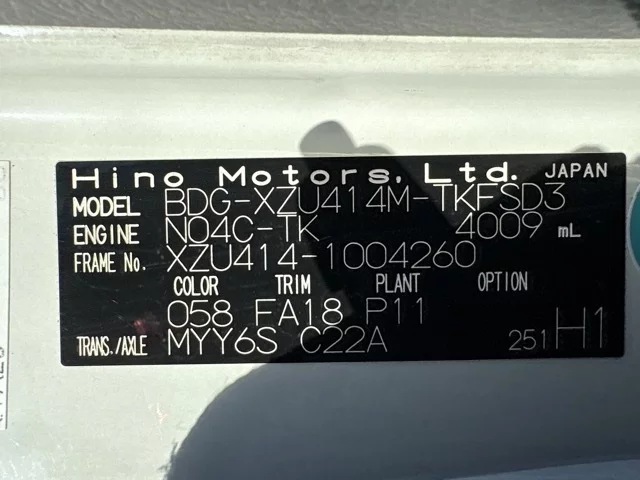 Hino Motors, Ltd. JAPAN
MODEL BDG-XZU414M-TKFSD3
ENGINE N04C-TK 4009 mL
FRAME No. XZU414-1004260
COLOR TRIM PLANT OPTION
058 FA18 P11
TRANS./AXLE MYY6S C22A 251 H1